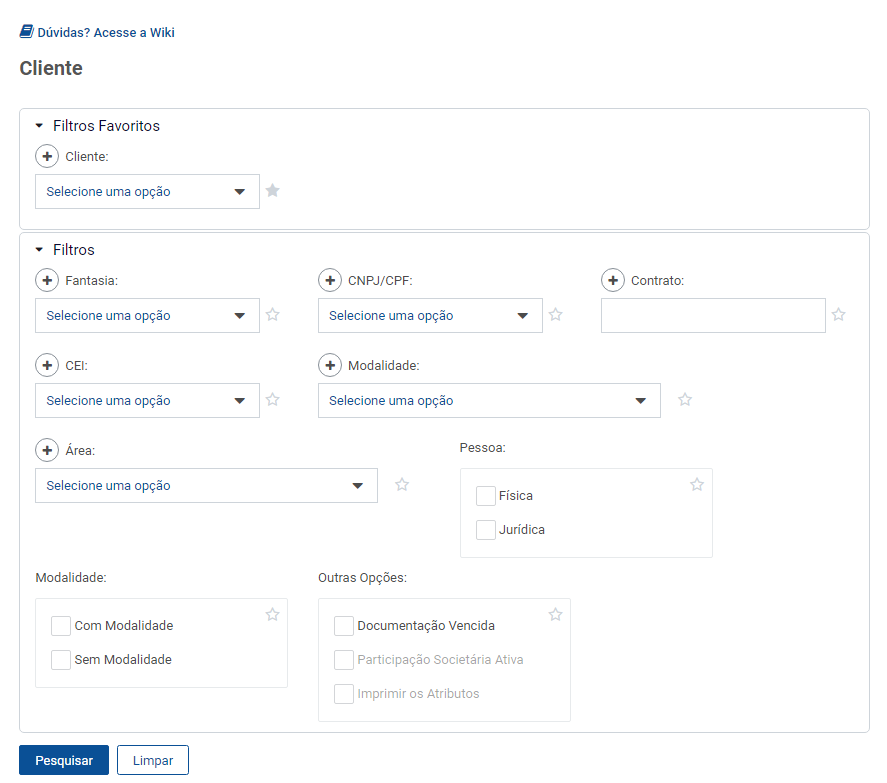 Dúvidas? Acesse a Wiki
Cliente
Filtros Favoritos
Cliente:
Selecione uma opção
Filtros
Fantasia: CNPJ/CPF: Contrato:
Selecione uma opção Selecione uma opção
CEI: Modalidade:
Selecione uma opção Selecione uma opção
Área: Pessoa:
Selecione uma opção
Física
Jurídica
Modalidade: Outras Opções:
Com Modalidade Documentação Vencida
Sem Modalidade Participação Societária Ativa
Imprimir os Atributos
Pesquisar Limpar